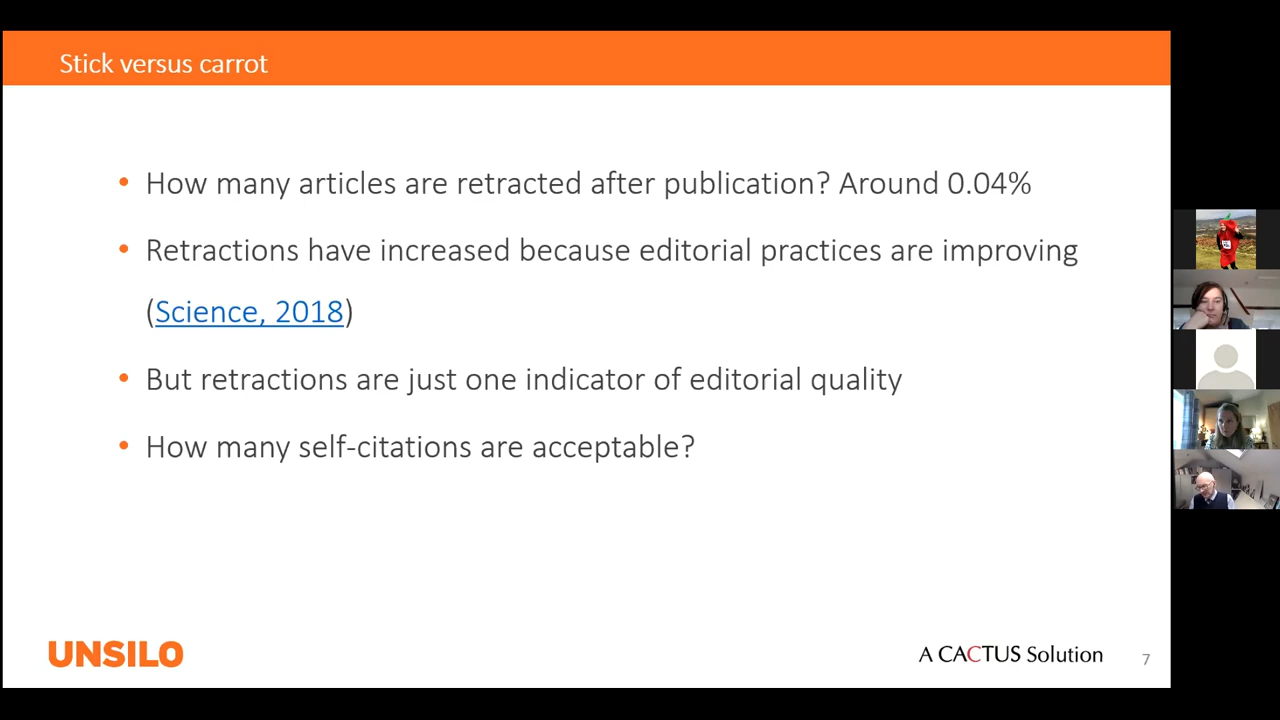 Stick versus carrot
• How many articles are retracted after publication? Around 0.04%
• Retractions have increased because editorial practices are improving
(Science, 2018)
• But retractions are just one indicator of editorial quality
• How many self-citations are acceptable?
UNSILO
A CACTUS Solution
7